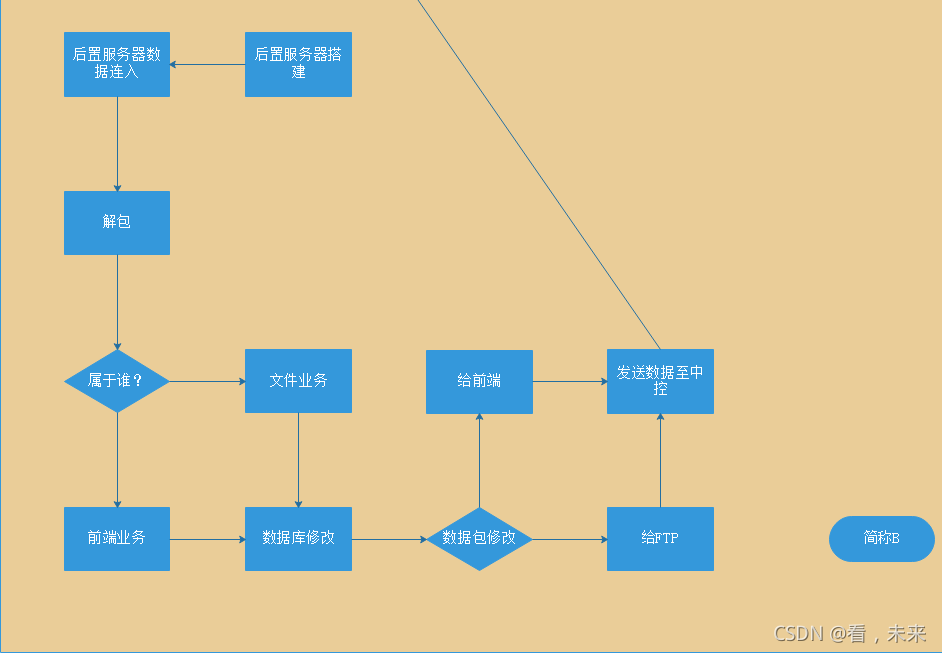 后置服务器数
据连入
后置服务器搭
建
解包
属于谁？
文件业务
给前端
发送数据至中
控
前端业务
数据库修改
数据包修改
给FTP
简称B
CSDN @看，未来